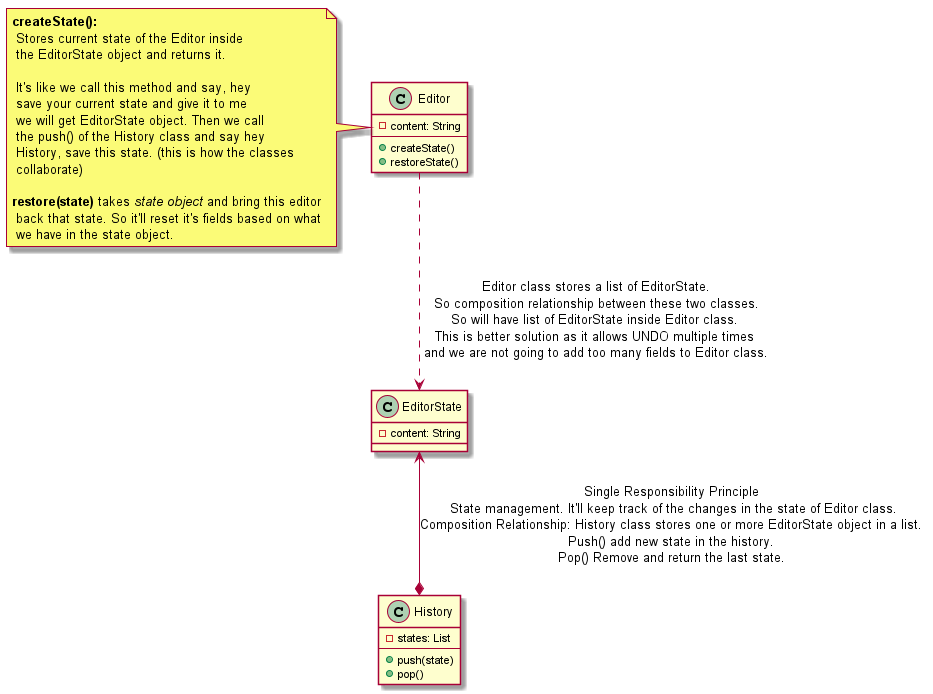 createState():
Stores current state of the Editor inside
the EditorState object and returns it.
It's like we call this method and say, hey
save your current state and give it to me
we will get EditorState object. Then we call
the push() of the History class and say hey
History, save this state. (this is how the classes
collaborate)
restore(state) takes state object and bring this editor
back that state. So it'll reset it's fields based on what
we have in the state object.
C Editor
content: String
createState()
restoreState()
Editor class stores a list of EditorState.
So composition relationship between these two classes.
So will have list of EditorState inside Editor class.
This is better solution as it allows UNDO multiple times
and we are not going to add too many fields to Editor class.
C EditorState
content: String
Single Responsibility Principle
State management. It'll keep track of the changes in the state of Editor class.
Composition Relationship: History class stores one or more EditorState object in a list.
Push() add new state in the history.
Pop() Remove and return the last state.
C History
states: List
push(state)
pop()